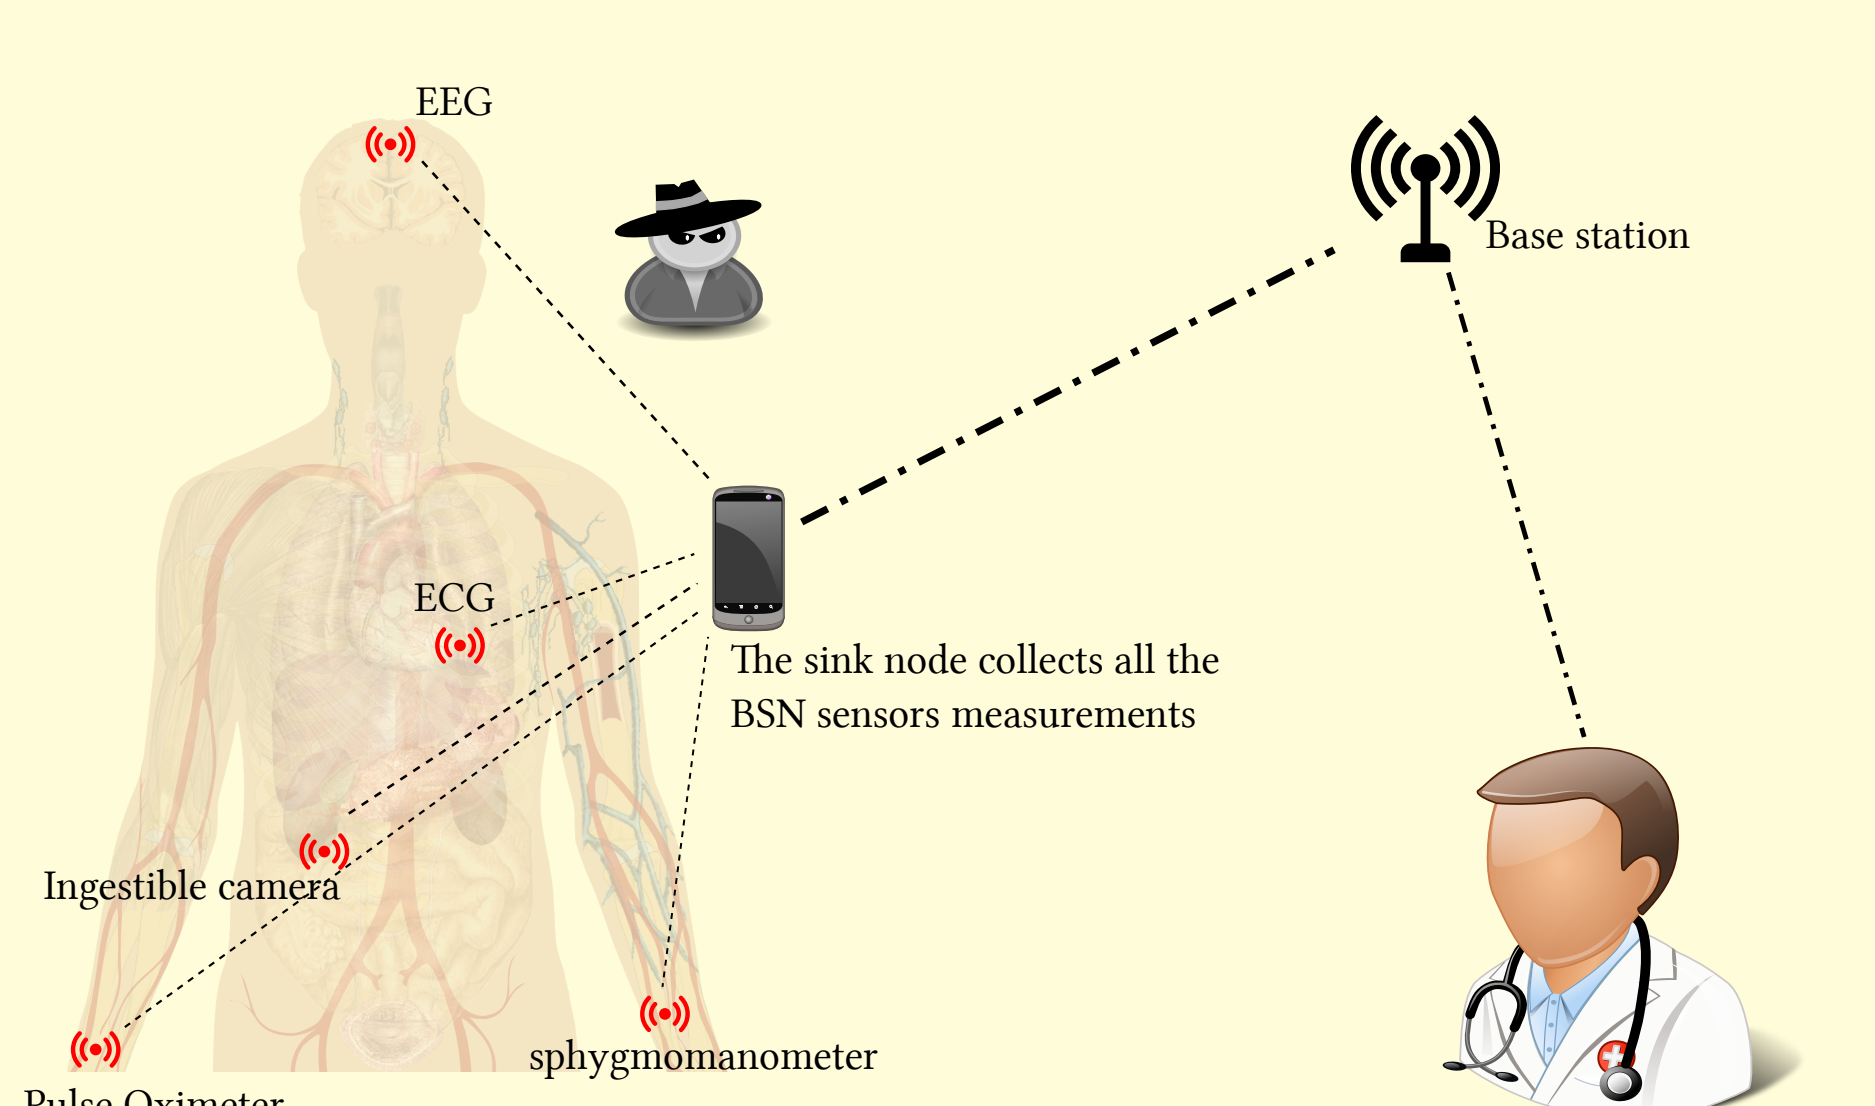 EEG
Base station
ECG
The sink node collects all the
BSN sensors measurements
Ingestible camera
sphygmomanometer
Pulse Oximeter